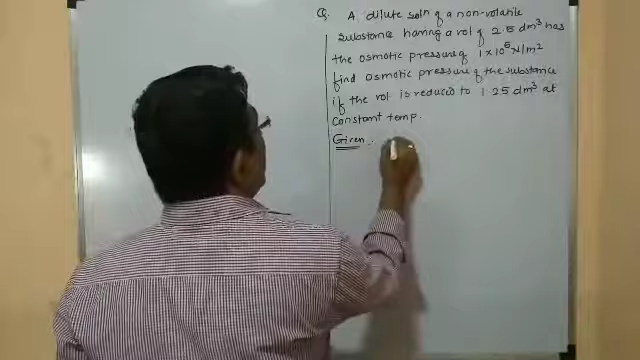 Q. A dilute soln of a non-volatile
substance having a vol of 2.5 dm³ has
the osmotic pressure of 1×10⁵ N/m²
find osmotic pressure of the substance
if the vol is reduced to 1.25 dm³ at
constant temp.
Given :